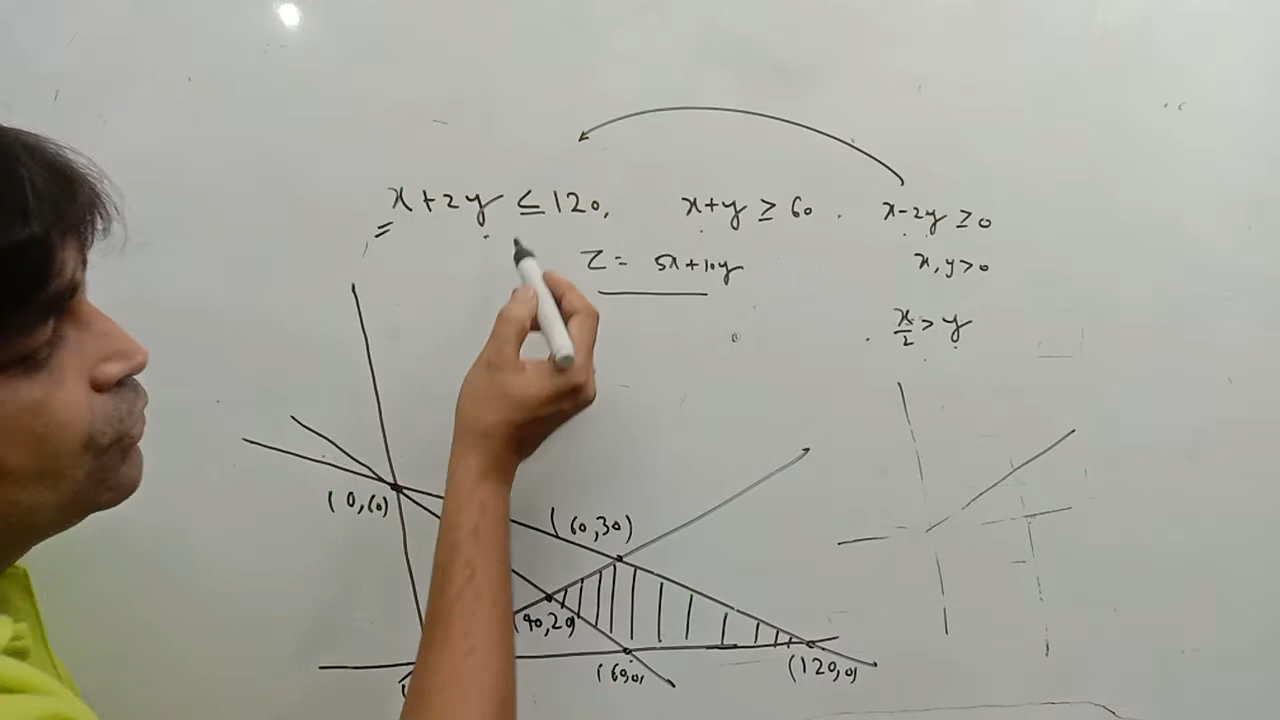 x+2y ≤ 120, x+y ≥ 60. x-2y ≥ 0
Z = 5x+10y x,y>0
x/2 > y
(0,60) (60,30)
(40,20)
(60,0) (120,0)